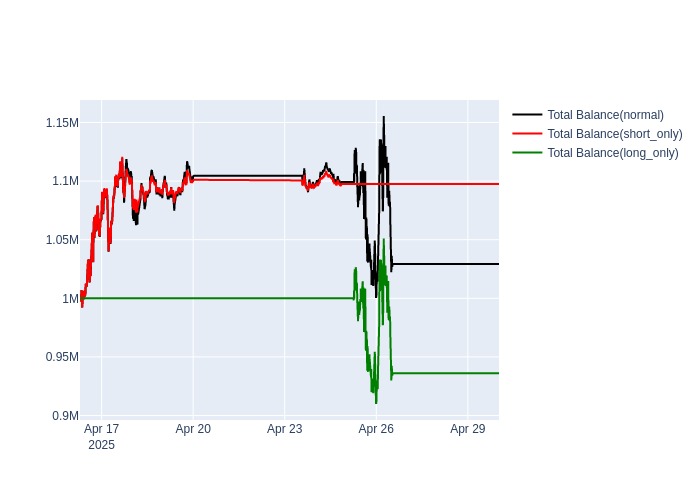 1.15M
1.1M
1.05M
1M
0.95M
0.9M
Apr 17
2025
Apr 20
Apr 23
Apr 26
Apr 29
Total Balance(normal)
Total Balance(short_only)
Total Balance(long_only)